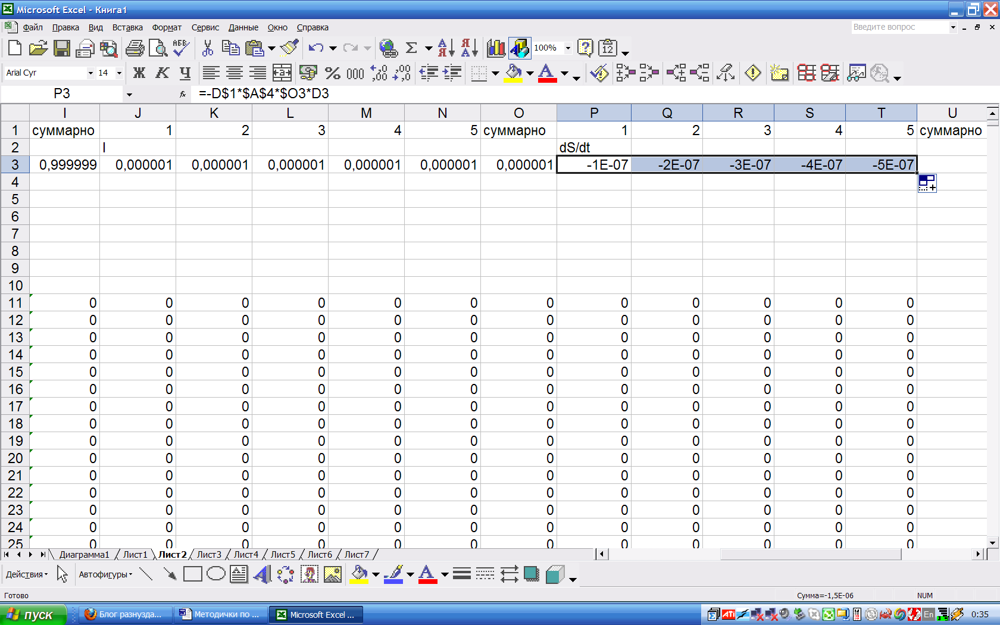 Microsoft Excel - Книга1
Файл Правка Вид Вставка Формат Сервис Данные Окно Справка Введите вопрос
100%
Arial Cyr 14 Ж К Ч % 000
P3 fx =-D$1*$A$4*$O3*D3
I J K L M N O P Q R S T U
1 суммарно 1 2 3 4 5 суммарно 1 2 3 4 5 суммарно
2 I dS/dt
3 0,999999 0,000001 0,000001 0,000001 0,000001 0,000001 0,000001 -1E-07 -2E-07 -3E-07 -4E-07 -5E-07
4
5
6
7
8
9
10
11 0 0 0 0 0 0 0 0 0 0 0 0
12 0 0 0 0 0 0 0 0 0 0 0 0
13 0 0 0 0 0 0 0 0 0 0 0 0
14 0 0 0 0 0 0 0 0 0 0 0 0
15 0 0 0 0 0 0 0 0 0 0 0 0
16 0 0 0 0 0 0 0 0 0 0 0 0
17 0 0 0 0 0 0 0 0 0 0 0 0
18 0 0 0 0 0 0 0 0 0 0 0 0
19 0 0 0 0 0 0 0 0 0 0 0 0
20 0 0 0 0 0 0 0 0 0 0 0 0
21 0 0 0 0 0 0 0 0 0 0 0 0
22 0 0 0 0 0 0 0 0 0 0 0 0
23 0 0 0 0 0 0 0 0 0 0 0 0
24 0 0 0 0 0 0 0 0 0 0 0 0
25 0 0 0 0 0 0 0 0 0 0 0 0
Диаграмма1 Лист1 Лист2 Лист3 Лист4 Лист5 Лист6 Лист7
Действия Автофигуры
Готово Сумма=-1,5E-06 NUM
пуск Блог разнузда... Методички по ... Microsoft Excel ... ATI En 0:35